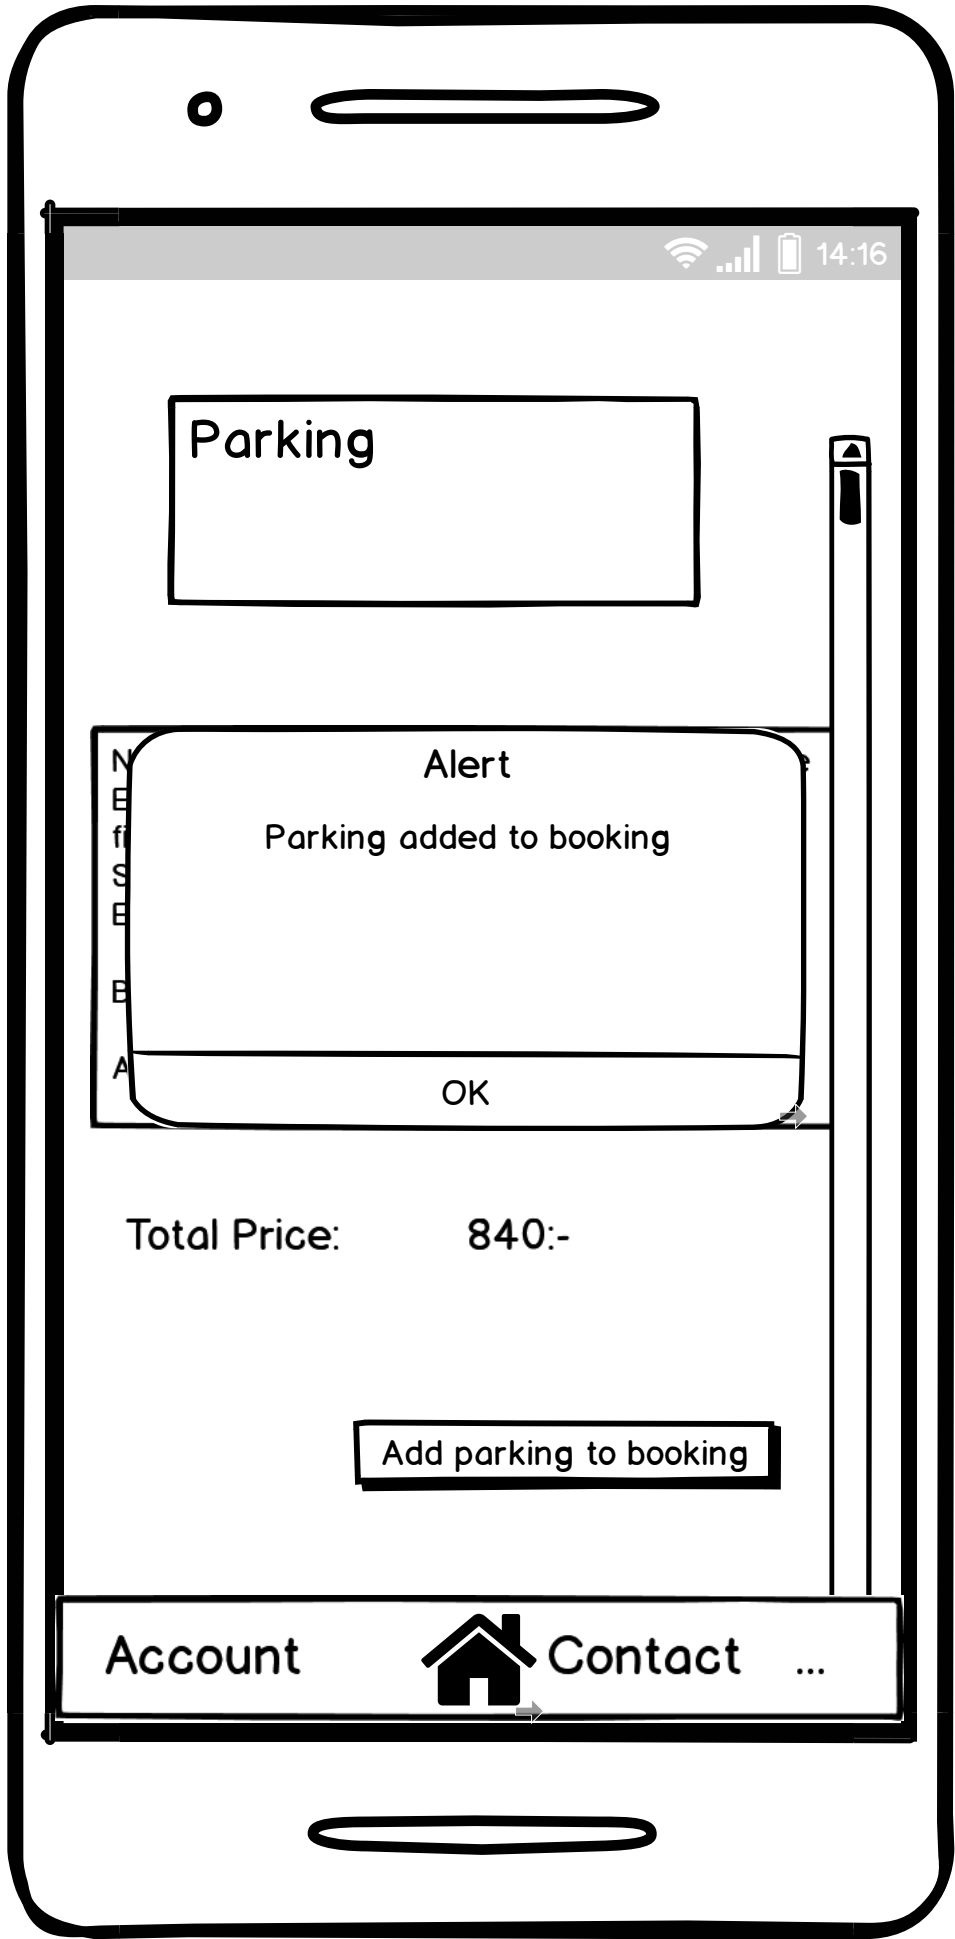 14:16
Parking
Alert
Parking added to booking
OK
Total Price: 840:-
Add parking to booking
Account Contact ...